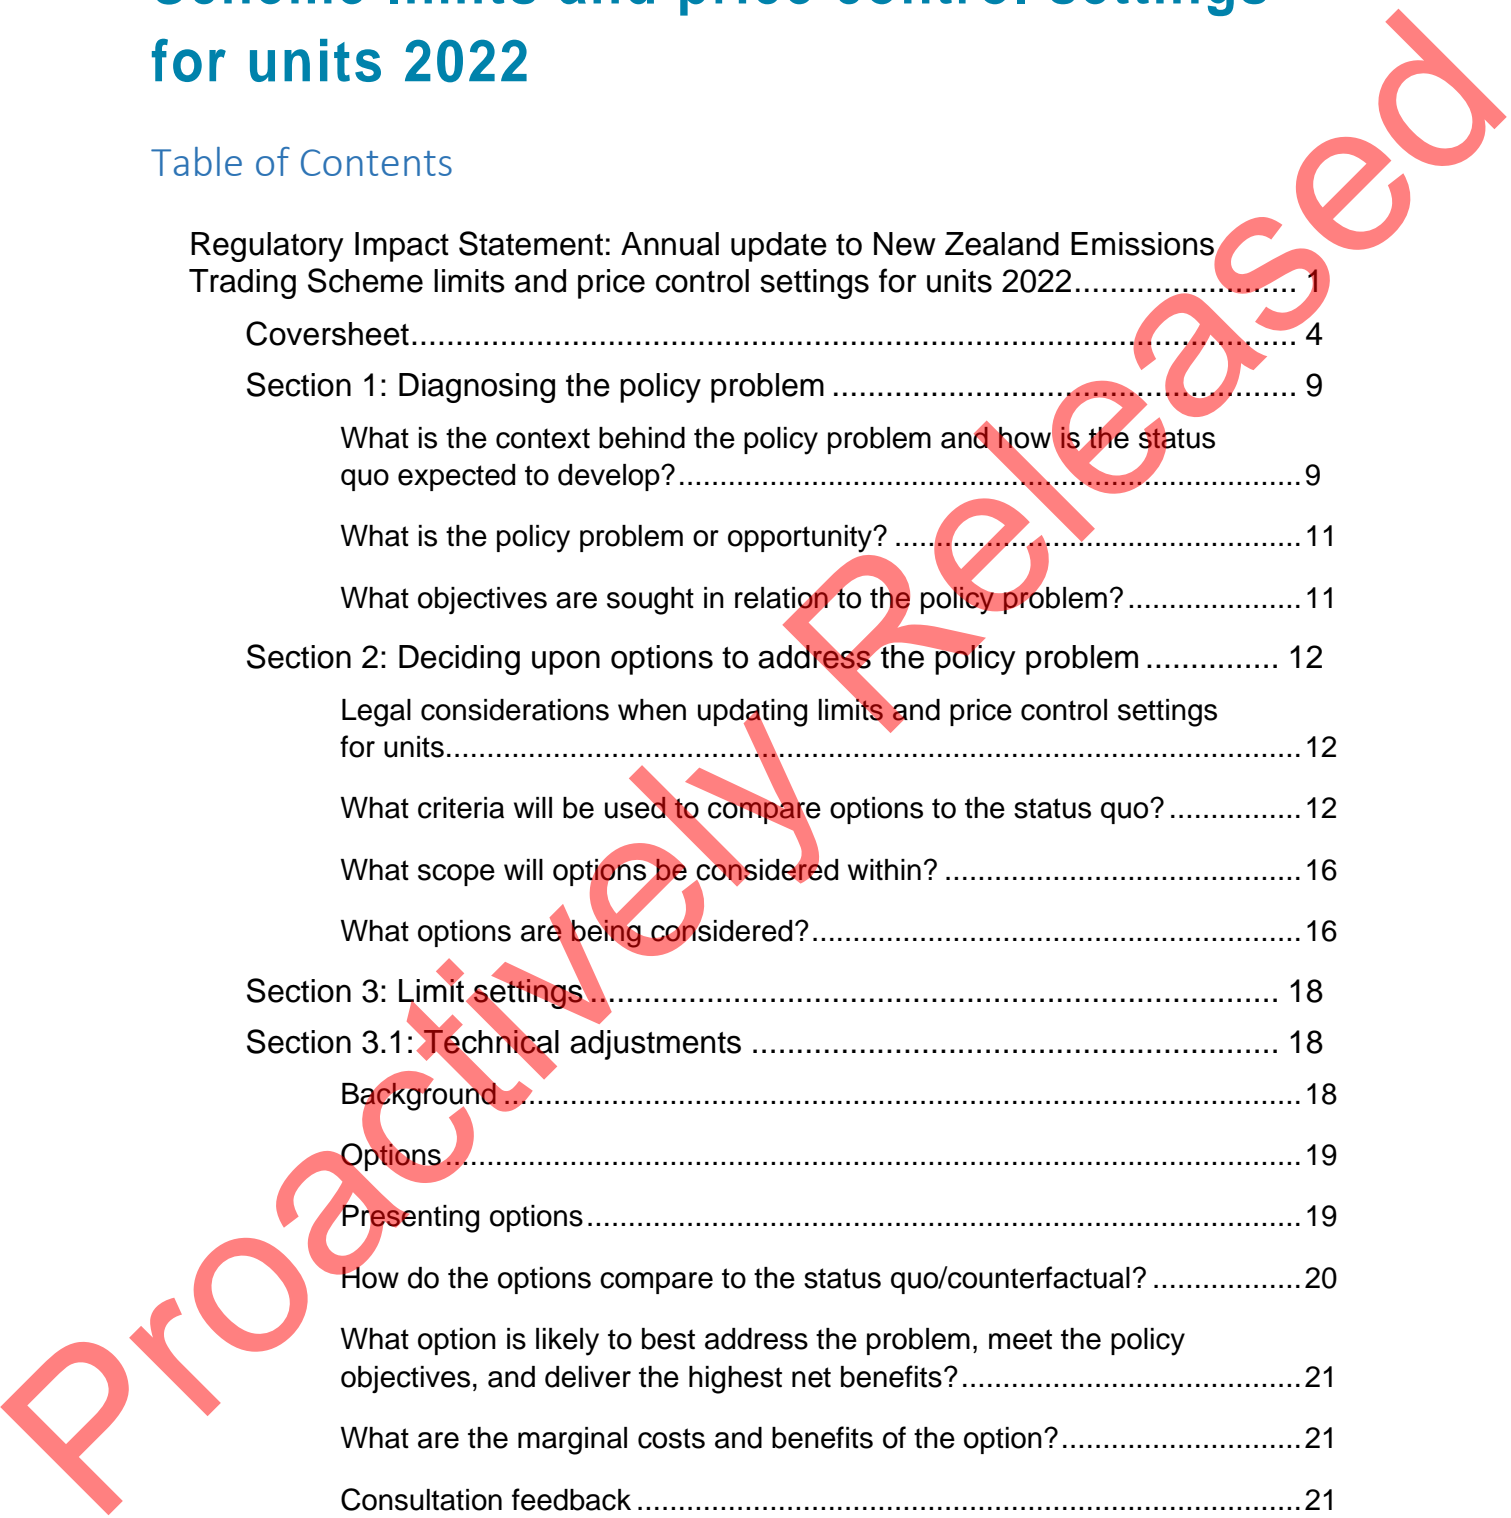 Scheme limits and price control settings
for units 2022
Table of Contents
Regulatory Impact Statement: Annual update to New Zealand Emissions
Trading Scheme limits and price control settings for units 2022........................ 1
Coversheet.................................................................................................. 4
Section 1: Diagnosing the policy problem .................................................... 9
What is the context behind the policy problem and how is the status
quo expected to develop?...........................................................................9
What is the policy problem or opportunity? .................................................11
What objectives are sought in relation to the policy problem?.....................11
Section 2: Deciding upon options to address the policy problem ............... 12
Legal considerations when updating limits and price control settings
for units.......................................................................................................12
What criteria will be used to compare options to the status quo?................12
What scope will options be considered within? ...........................................16
What options are being considered?...........................................................16
Section 3: Limit settings ............................................................................. 18
Section 3.1: Technical adjustments ........................................................... 18
Background ................................................................................................18
Options.......................................................................................................19
Presenting options......................................................................................19
How do the options compare to the status quo/counterfactual? ..................20
What option is likely to best address the problem, meet the policy
objectives, and deliver the highest net benefits?.........................................21
What are the marginal costs and benefits of the option?.............................21
Consultation feedback ................................................................................21
Proactively Released